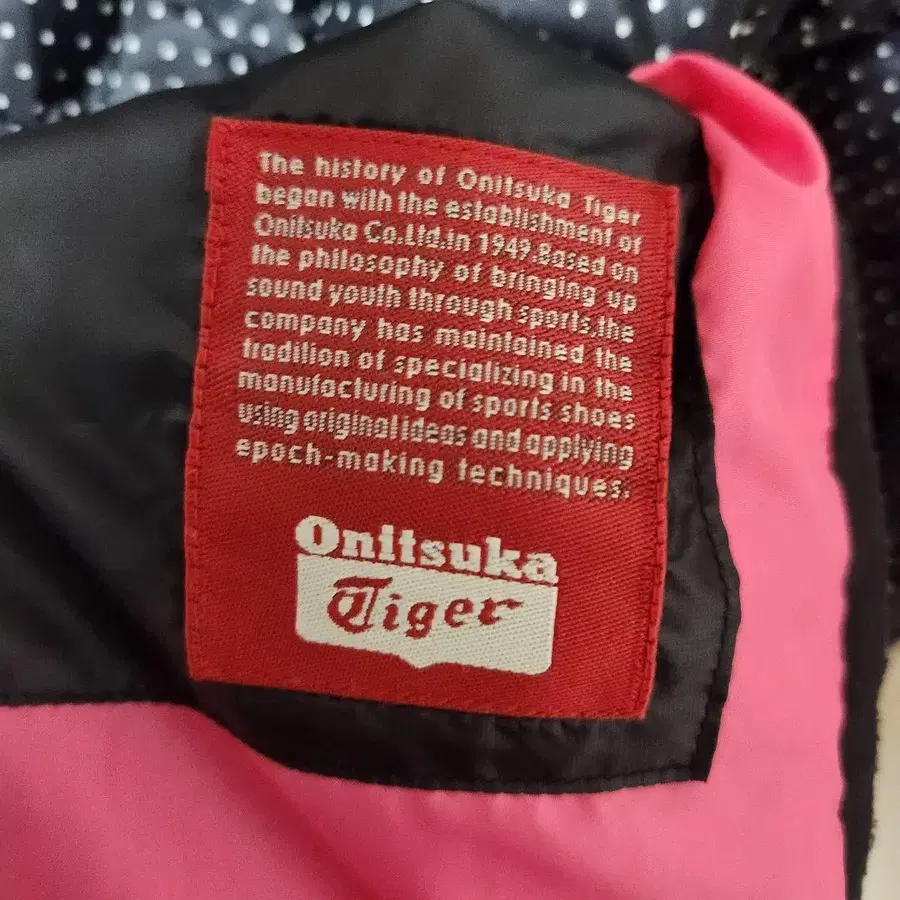 The history of Onitsuka Tiger
began with the establishment of
Onitsuka Co.Ltd.in 1949.Based on
the philosophy of bringing up
sound youth through sports,the
company has maintained the
tradition of specializing in the
manufacturing of sports shoes
using original ideas and applying
epoch-making techniques.
Onitsuka
Tiger